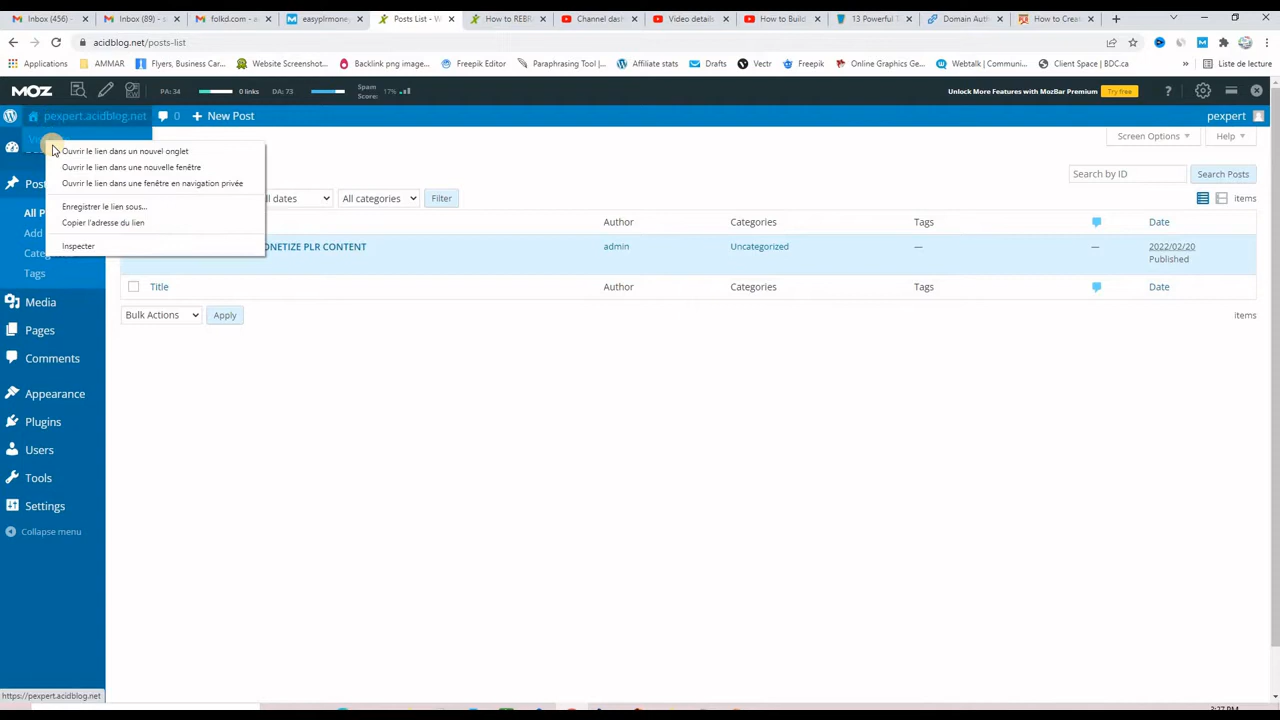 Inbox (456) -
Inbox (89) - s
folkd.com - a
easyplrmoney
Posts List - W
How to REBR
Channel das
Video details
How to Build
13 Powerful T
Domain Auth
How to Crea
acidblog.net/posts-list
Applications
AMMAR
Flyers, Business Car...
Website Screenshot...
Backlink png image...
Freepik Editor
Paraphrasing Tool |...
Affiliate stats
Drafts
Vectr
Freepik
Online Graphics Ge...
Webtalk | Communi...
Client Space | BDC.ca
»
Liste de lecture
MOZ
PA: 34
0 links
DA: 73
Spam Score: 17%
Unlock More Features with MozBar Premium
Try free
?
pexpert.acidblog.net
0
+ New Post
pexpert
Screen Options
Help
Ouvrir le lien dans un nouvel onglet
Ouvrir le lien dans une nouvelle fenêtre
Ouvrir le lien dans une fenêtre en navigation privée
Enregistrer le lien sous...
Copier l'adresse du lien
Inspecter
Search by ID
Search Posts
Post
All P
Add
Categ
Tags
dates
All categories
Filter
items
Author
Categories
Tags
Date
ONETIZE PLR CONTENT
admin
Uncategorized
—
—
2022/02/20
Published
Title
Author
Categories
Tags
Date
Bulk Actions
Apply
items
Media
Pages
Comments
Appearance
Plugins
Users
Tools
Settings
Collapse menu
https://pexpert.acidblog.net